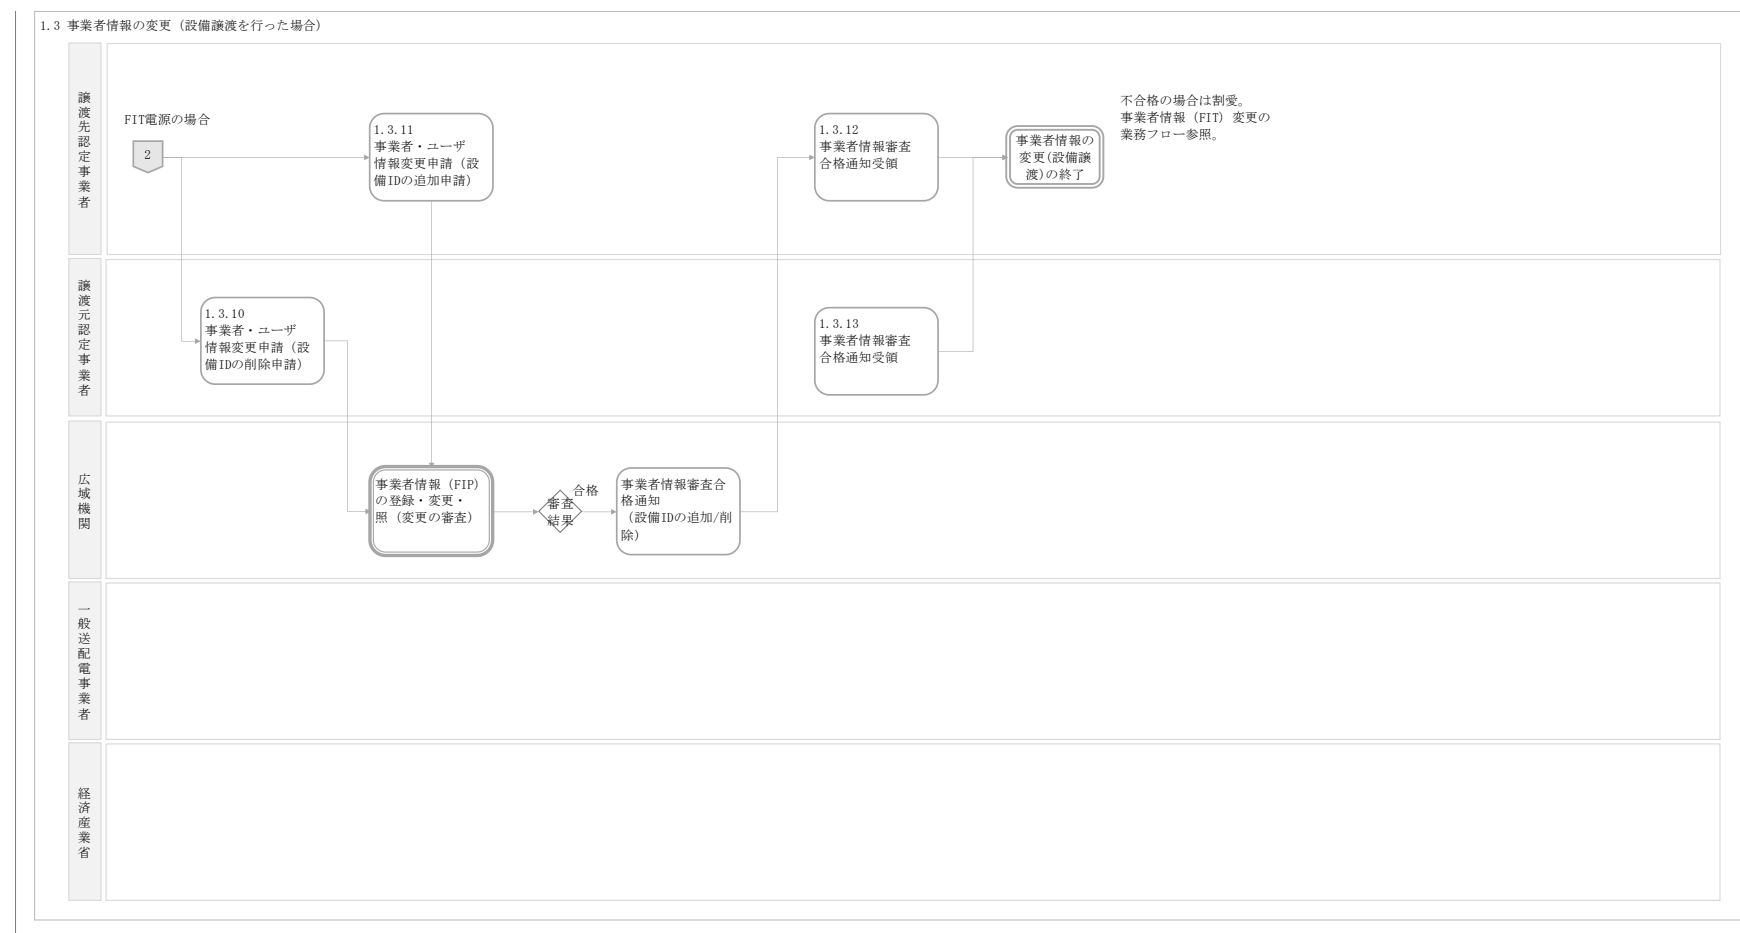 1.3 事業者情報の変更（設備譲渡を行った場合）
譲渡先認定事業者
FIT電源の場合
2
1.3.11
事業者・ユーザ
情報変更申請（設
備IDの追加申請）
1.3.12
事業者情報審査
合格通知受領
事業者情報の
変更(設備譲
渡)の終了
不合格の場合は割愛。
事業者情報（FIT）変更の
業務フロー参照。
譲渡元認定事業者
1.3.10
事業者・ユーザ
情報変更申請（設
備IDの削除申請）
1.3.13
事業者情報審査
合格通知受領
広域機関
事業者情報（FIP）
の登録・変更・
照（変更の審査）
審査
結果
合格
事業者情報審査合
格通知
（設備IDの追加/削
除）
一般送配電事業者
経済産業省